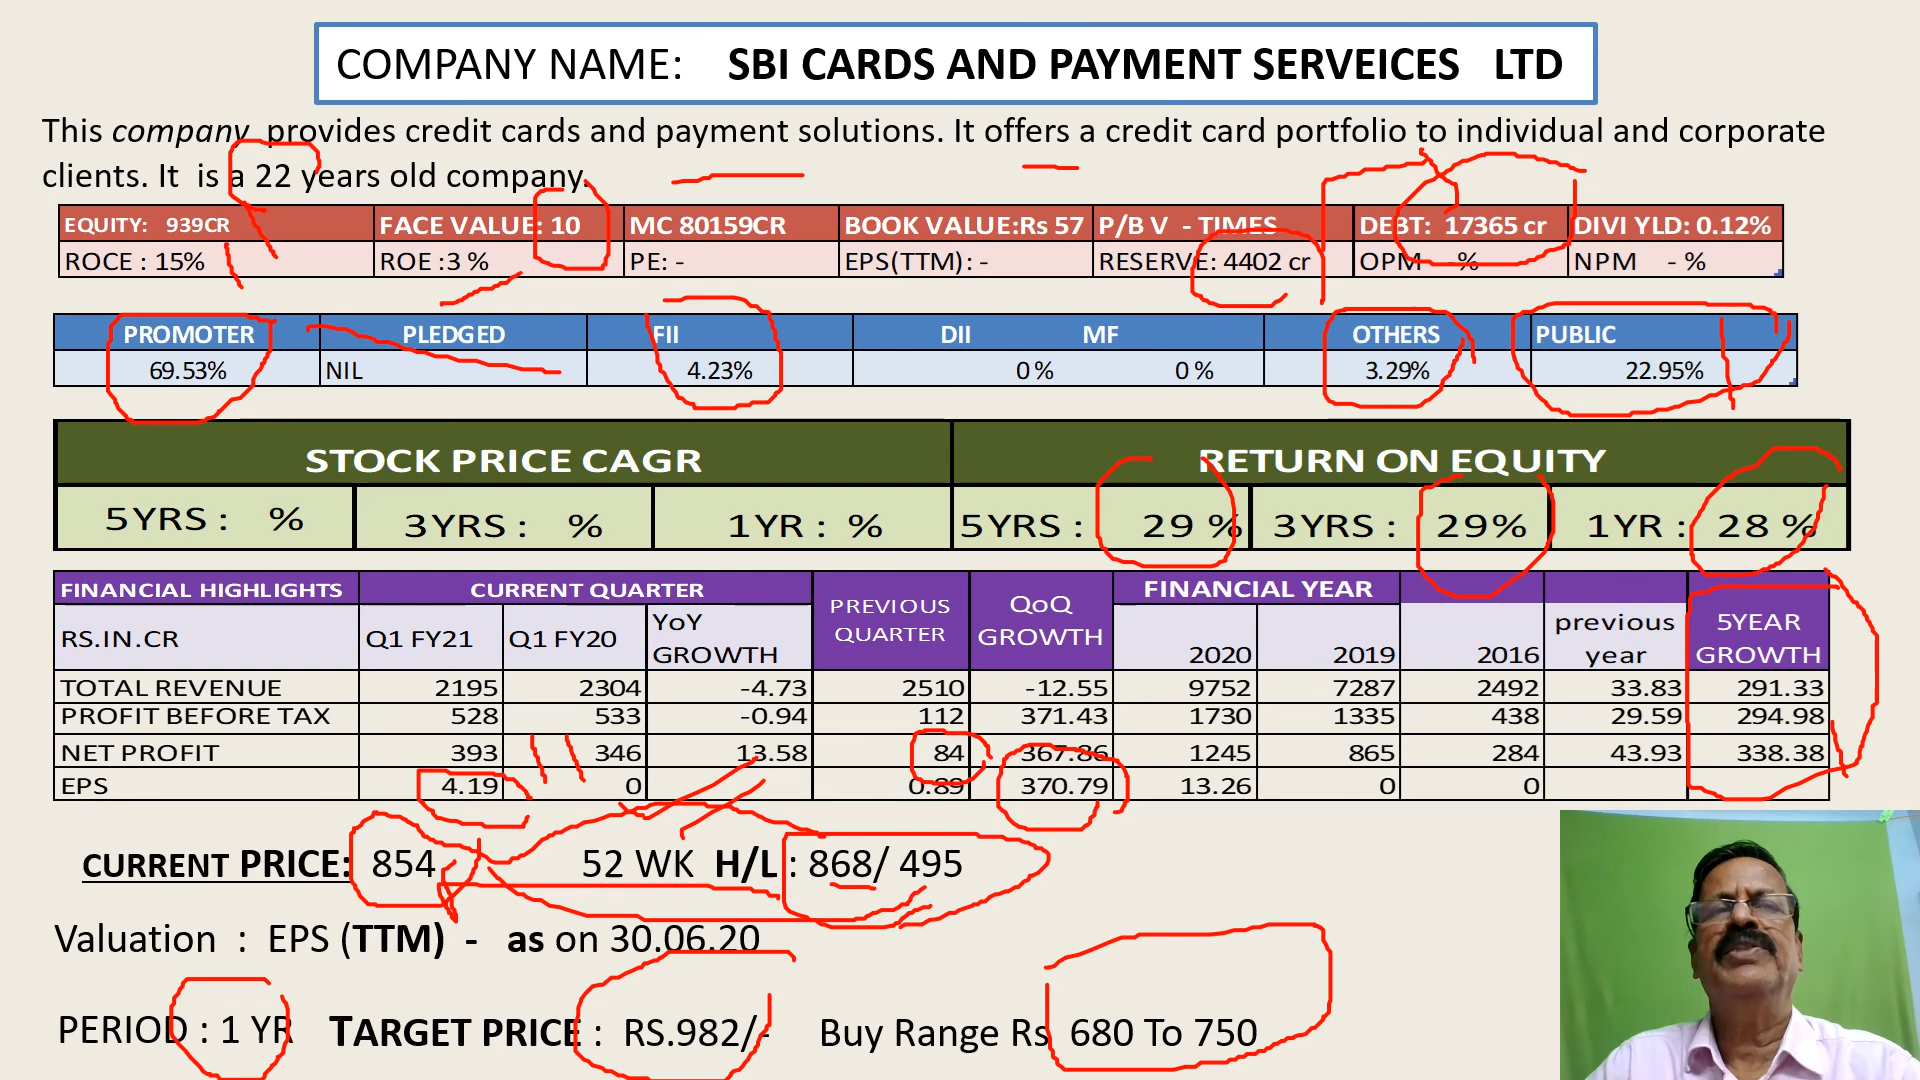 COMPANY NAME: SBI CARDS AND PAYMENT SERVEICES LTD
This company provides credit cards and payment solutions. It offers a credit card portfolio to individual and corporate
clients. It is a 22 years old company.
EQUITY: 939CR FACE VALUE: 10 MC 80159CR BOOK VALUE:Rs 57 P/B V - TIMES DEBT: 17365 cr DIVI YLD: 0.12%
ROCE : 15% ROE :3 % PE: - EPS(TTM) : - RESERVE: 4402 cr OPM -% NPM - %
PROMOTER PLEDGED FII DII MF OTHERS PUBLIC
69.53% NIL 4.23% 0 % 0 % 3.29% 22.95%
STOCK PRICE CAGR RETURN ON EQUITY
5YRS : % 3YRS : % 1YR : % 5YRS : 29 % 3YRS : 29% 1YR : 28 %
FINANCIAL HIGHLIGHTS CURRENT QUARTER PREVIOUS QUARTER QoQ GROWTH FINANCIAL YEAR
RS.IN.CR Q1 FY21 Q1 FY20 YoY GROWTH 2020 2019 2016 previous year 5YEAR GROWTH
TOTAL REVENUE 2195 2304 -4.73 2510 -12.55 9752 7287 2492 33.83 291.33
PROFIT BEFORE TAX 528 533 -0.94 112 371.43 1730 1335 438 29.59 294.98
NET PROFIT 393 346 13.58 84 367.86 1245 865 284 43.93 338.38
EPS 4.19 0 0.89 370.79 13.26 0 0
CURRENT PRICE: 854 52 WK H/L : 868/ 495
Valuation : EPS (TTM) - as on 30.06.20
PERIOD : 1 YR TARGET PRICE : RS.982/- Buy Range Rs 680 To 750